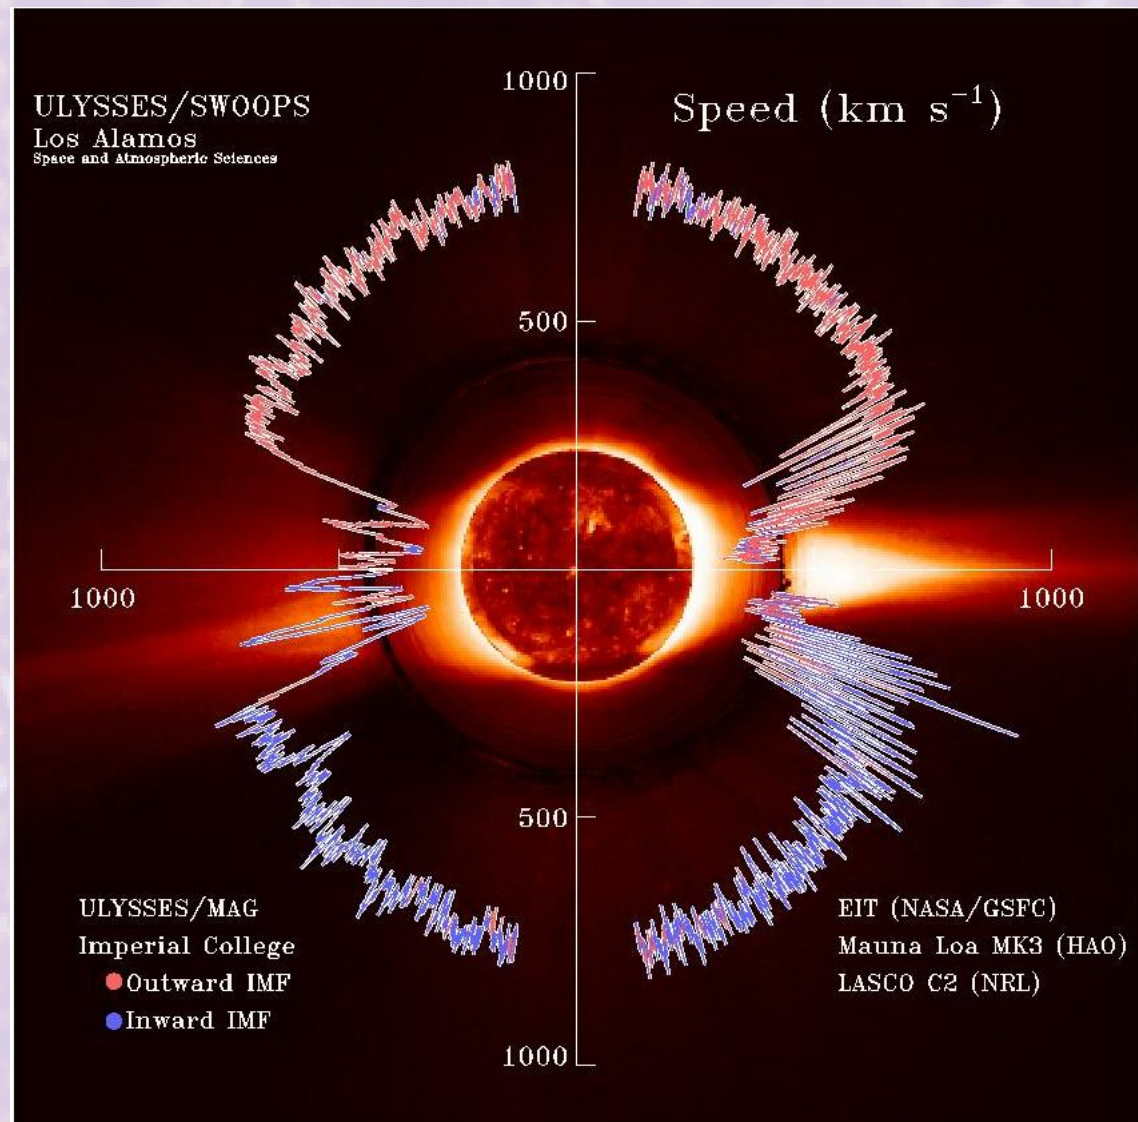 ULYSSES/SWOOPS
Los Alamos
Space and Atmospheric Sciences
Speed (km s⁻¹)
1000
500
1000
1000
500
1000
ULYSSES/MAG
Imperial College
Outward IMF
Inward IMF
EIT (NASA/GSFC)
Mauna Loa MK3 (HAO)
LASCO C2 (NRL)